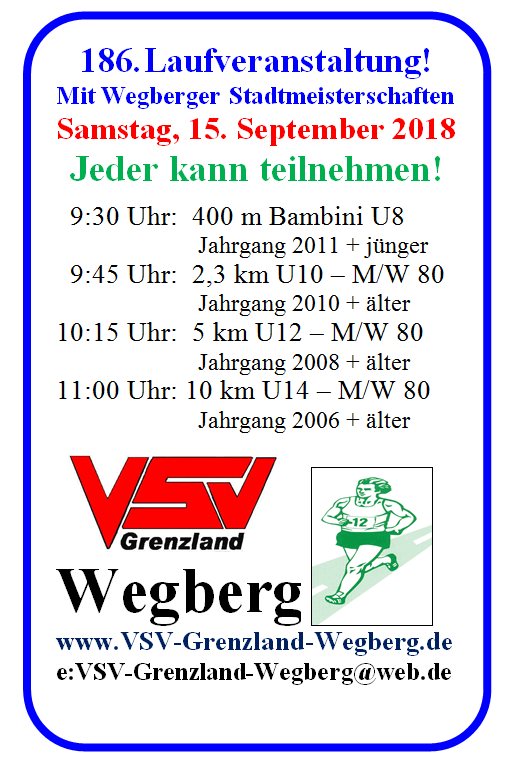 186. Laufveranstaltung!
Mit Wegberger Stadtmeisterschaften
Samstag, 15. September 2018
Jeder kann teilnehmen!
9:30 Uhr: 400 m Bambini U8
Jahrgang 2011 + jünger
9:45 Uhr: 2,3 km U10 – M/W 80
Jahrgang 2010 + älter
10:15 Uhr: 5 km U12 – M/W 80
Jahrgang 2008 + älter
11:00 Uhr: 10 km U14 – M/W 80
Jahrgang 2006 + älter
VSV
Grenzland
12
Wegberg
www.VSV-Grenzland-Wegberg.de
e:VSV-Grenzland-Wegberg@web.de